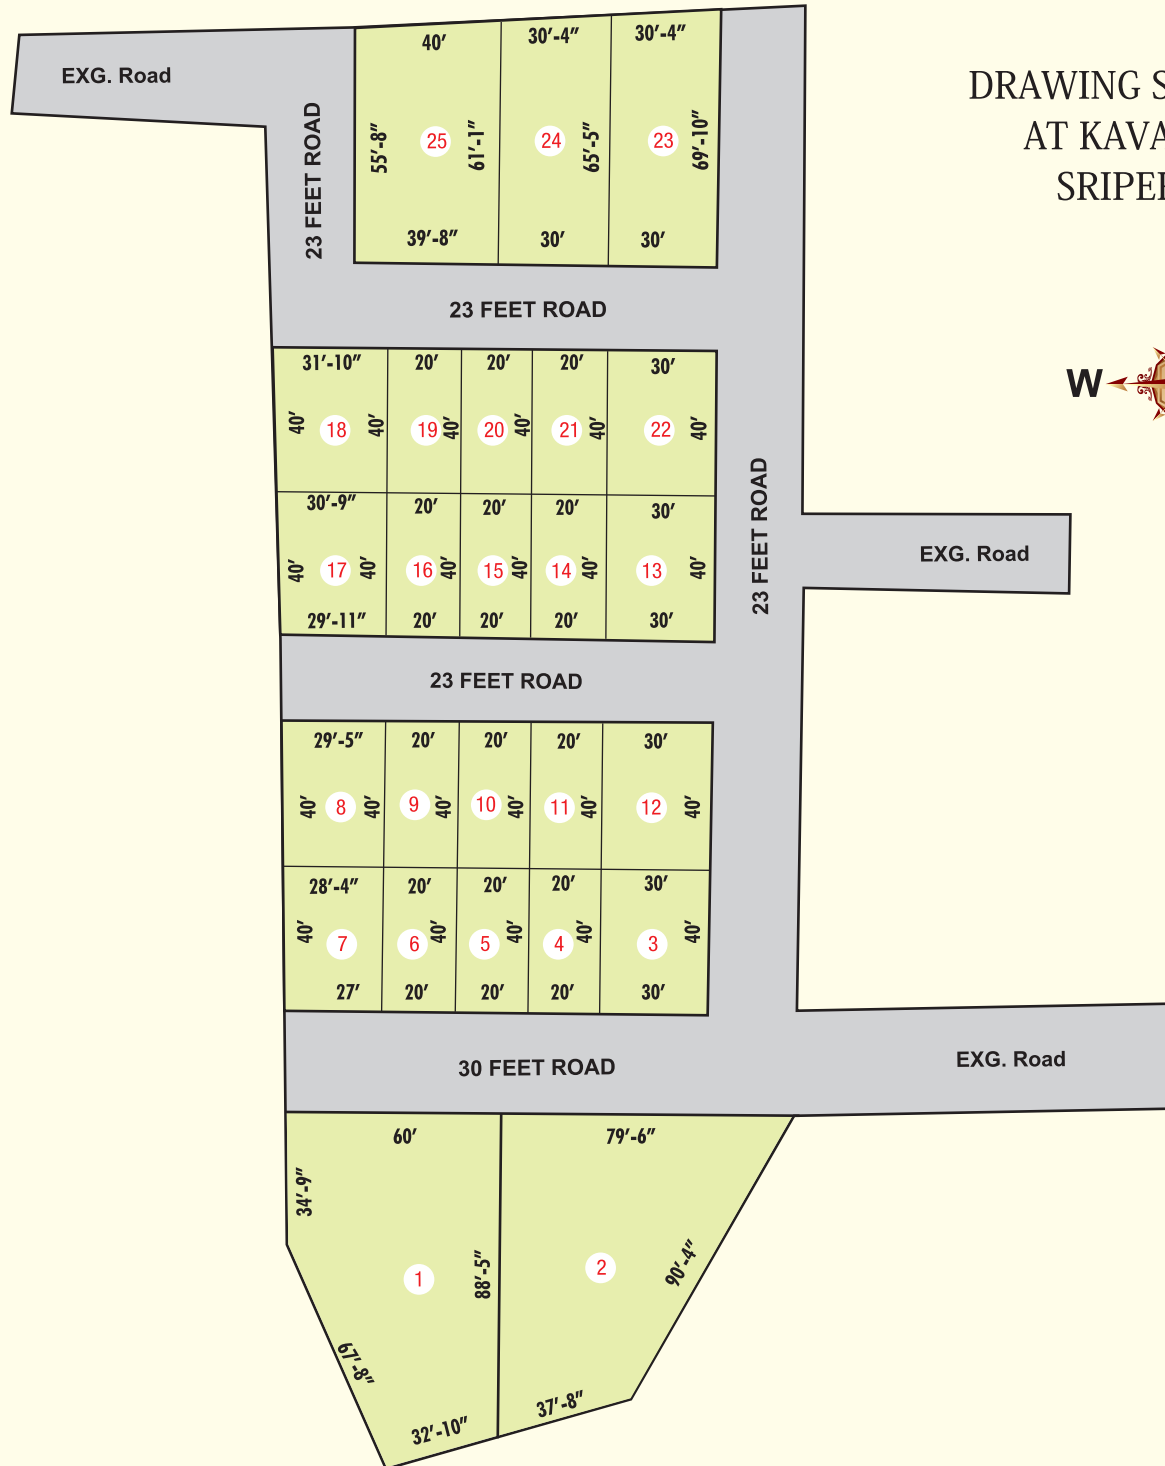 EXG. Road
23 FEET ROAD
40' 30'-4" 30'-4"
55'-8" 25 61'-1" 24 65'-5" 23 69'-10"
39'-8" 30' 30'
DRAWING S
AT KAVA
SRIPE
23 FEET ROAD
W
31'-10" 20' 20' 20' 30'
40' 18 40' 19 40' 20 40' 21 40' 22 40'
30'-9" 20' 20' 20' 30'
40' 17 40' 16 40' 15 40' 14 40' 13 40'
29'-11" 20' 20' 20' 30'
23 FEET ROAD
EXG. Road
23 FEET ROAD
29'-5" 20' 20' 20' 30'
40' 8 40' 9 40' 10 40' 11 40' 12 40'
28'-4" 20' 20' 20' 30'
40' 7 6 40' 5 40' 4 40' 3 40'
27' 20' 20' 20' 30'
30 FEET ROAD
EXG. Road
60' 79'-6"
34'-9"
1 88'-5" 2 90'-4"
67'-8"
32'-10" 37'-8"